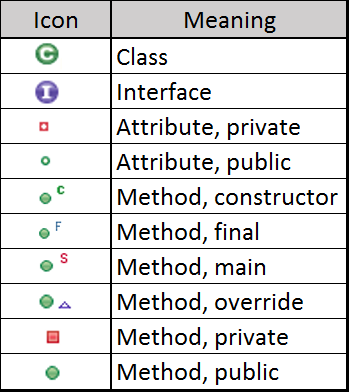 Icon Meaning
C Class
I Interface
Attribute, private
Attribute, public
C Method, constructor
F Method, final
S Method, main
Method, override
Method, private
Method, public